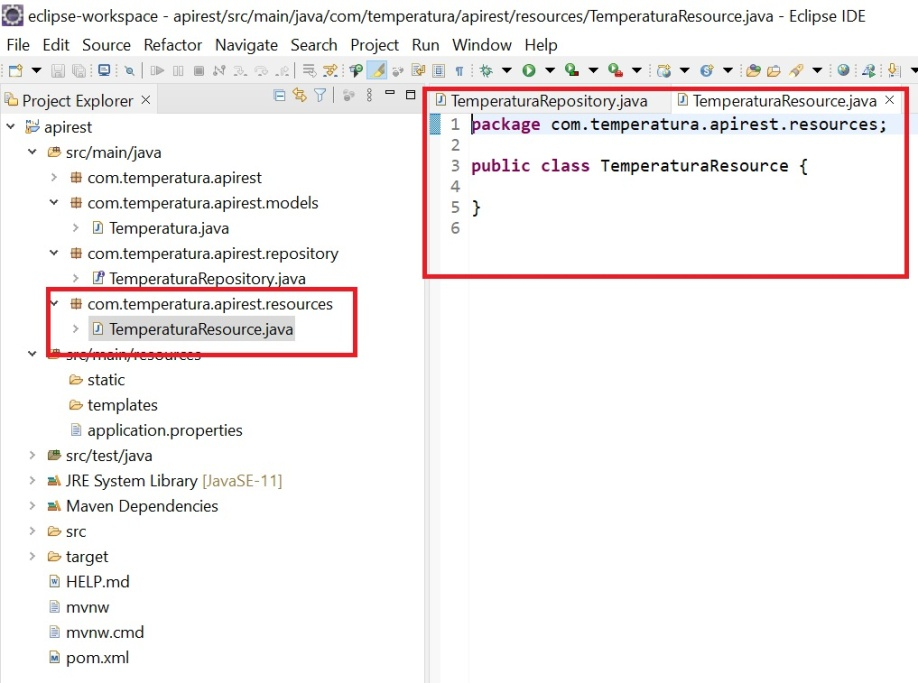 eclipse-workspace - apirest/src/main/java/com/temperatura/apirest/resources/TemperaturaResource.java - Eclipse IDE
File Edit Source Refactor Navigate Search Project Run Window Help
Project Explorer
apirest
src/main/java
com.temperatura.apirest
com.temperatura.apirest.models
Temperatura.java
com.temperatura.apirest.repository
TemperaturaRepository.java
com.temperatura.apirest.resources
TemperaturaResource.java
src/main/resources
static
templates
application.properties
src/test/java
JRE System Library [JavaSE-11]
Maven Dependencies
src
target
HELP.md
mvnw
mvnw.cmd
pom.xml
TemperaturaRepository.java TemperaturaResource.java
1 package com.temperatura.apirest.resources;
2
3 public class TemperaturaResource {
4
5 }
6